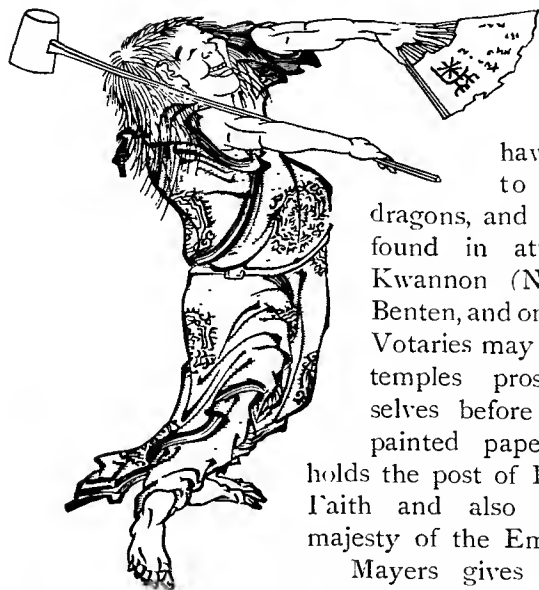 hav
to
dragons, and
found in at
Kwannon (N
Benten, and or
Votaries may
temples pros
selves before
painted pape
holds the post of
Faith and also
majesty of the Em
Mayers gives